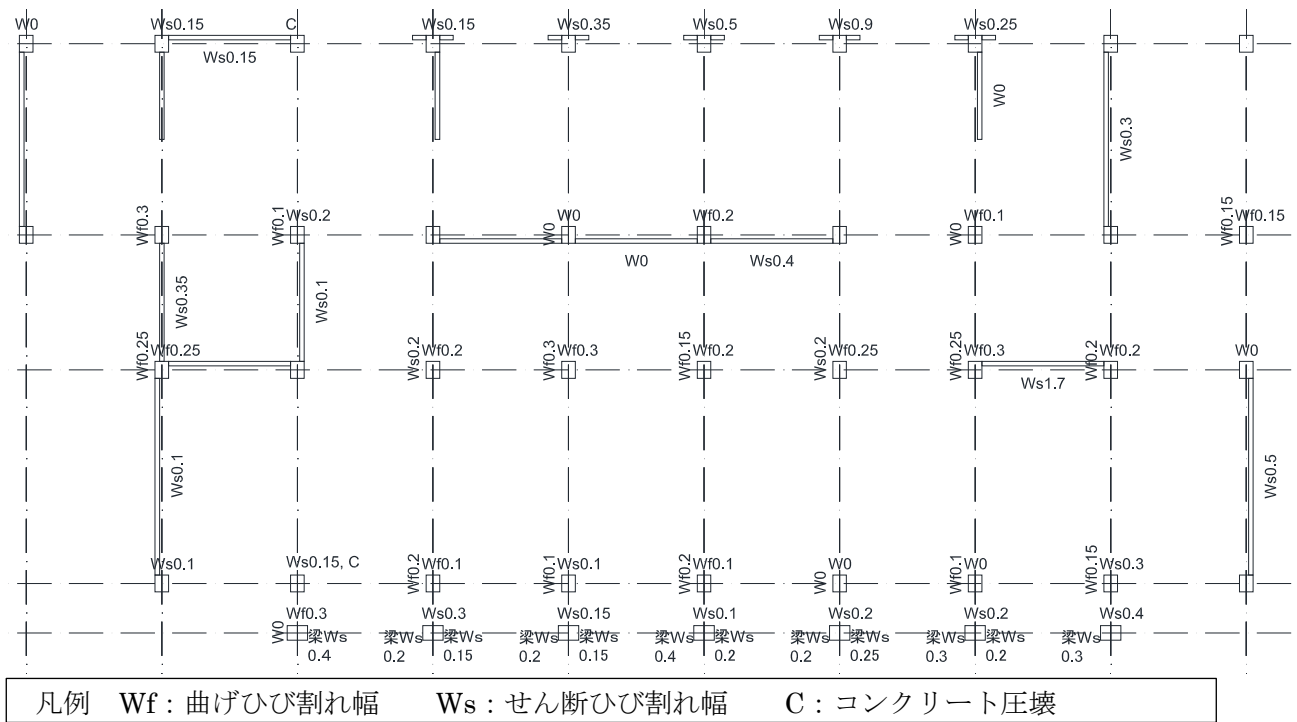 W0 Ws0.15 C Ws0.15 Ws0.35 Ws0.5 Ws0.9 Ws0.25
Ws0.15
W0
Ws0.3
Wf0.3 Wf0.1 Ws0.2 W0 W0 Wf0.2 W0 Wf0.1 Wf0.15 Wf0.15
W0 Ws0.4
Ws0.35 Ws0.1
Wf0.25 Wf0.25 Ws0.2 Wf0.2 Wf0.3 Wf0.3 Wf0.15 Wf0.2 Ws0.2 Wf0.25 Wf0.25 Wf0.3 Wf0.2 Wf0.2 W0
Ws1.7
Ws0.1 Ws0.5
Ws0.1 Ws0.15, C Wf0.2 Wf0.1 Wf0.1 Ws0.1 Wf0.2 Wf0.1 W0 W0 Wf0.1 W0 Wf0.15 Ws0.3
W0 Wf0.3 Ws0.3 Ws0.15 Ws0.1 Ws0.2 Ws0.2 Ws0.4
梁Ws 梁Ws 梁Ws 梁Ws 梁Ws 梁Ws 梁Ws 梁Ws 梁Ws 梁Ws 梁Ws 梁Ws
0.4 0.2 0.15 0.2 0.15 0.4 0.2 0.2 0.25 0.3 0.2 0.3
凡例 Wf：曲げひび割れ幅 Ws：せん断ひび割れ幅 C：コンクリート圧壊